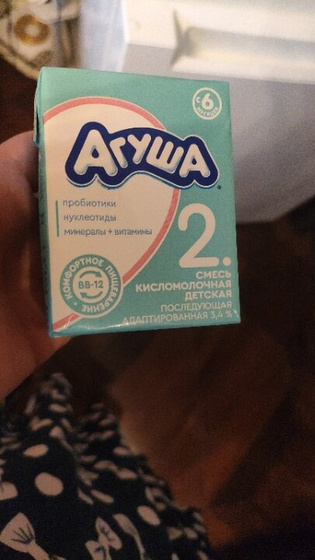 с 6
месяцев
Агуша
пробиотики
нуклеотиды
минералы + витамины
2.
СМЕСЬ
КИСЛОМОЛОЧНАЯ
ДЕТСКАЯ
ПОСЛЕДУЮЩАЯ
АДАПТИРОВАННАЯ 3,4 %
КОМФОРТНОЕ ПИЩЕВАРЕНИЕ
BB-12